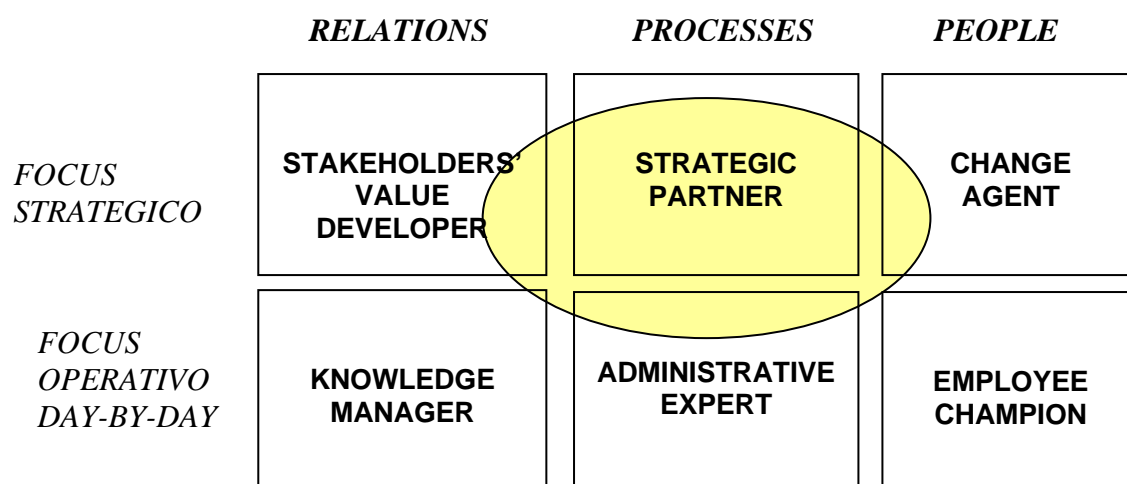 RELATIONS PROCESSES PEOPLE
FOCUS
STRATEGICO
STAKEHOLDERS'
VALUE
DEVELOPER
STRATEGIC
PARTNER
CHANGE
AGENT
FOCUS
OPERATIVO
DAY-BY-DAY
KNOWLEDGE
MANAGER
ADMINISTRATIVE
EXPERT
EMPLOYEE
CHAMPION